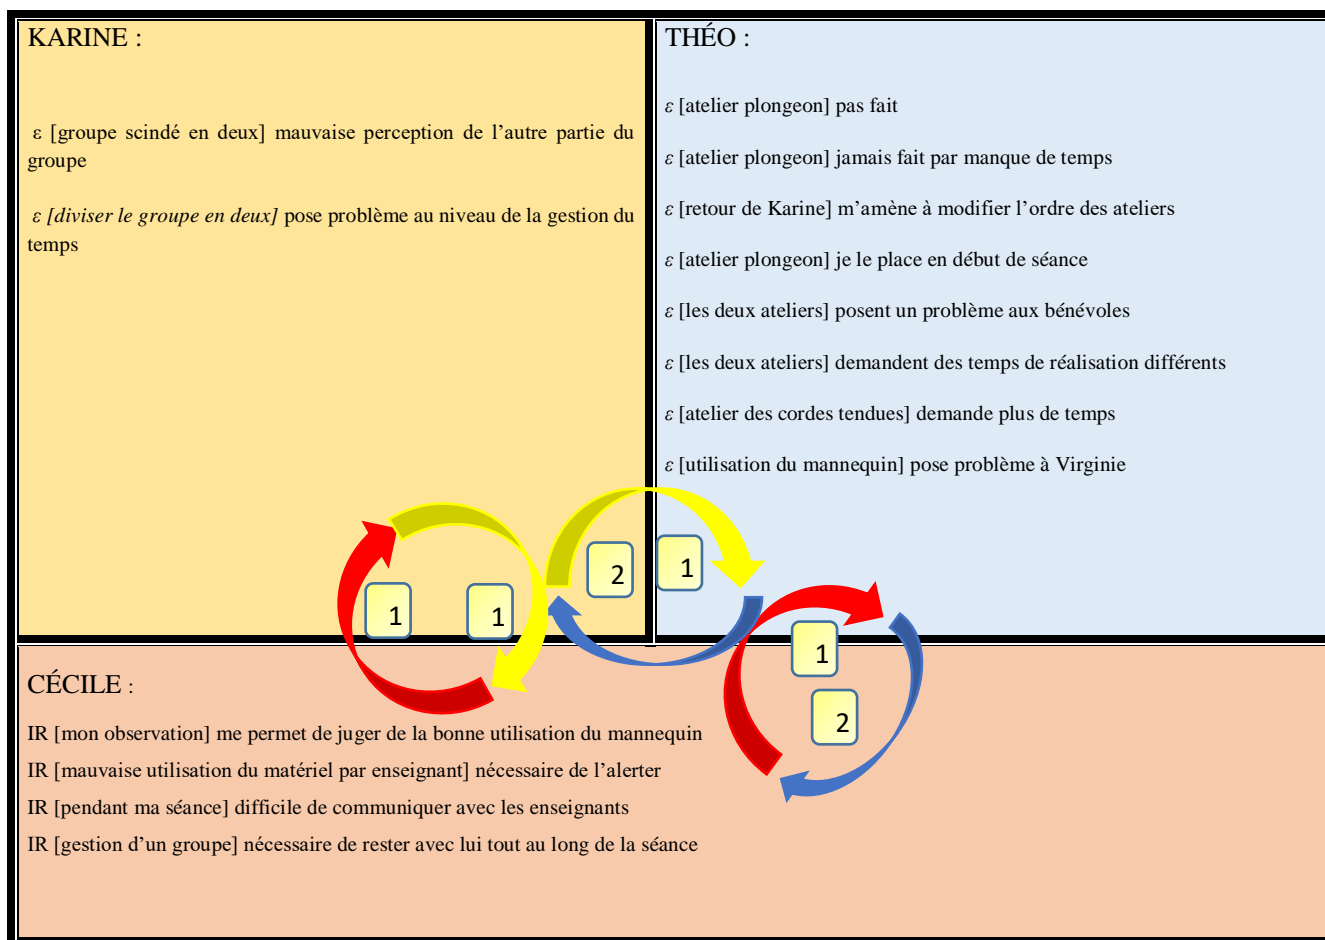 KARINE :
ε [groupe scindé en deux] mauvaise perception de l’autre partie du
groupe
ε [diviser le groupe en deux] pose problème au niveau de la gestion du
temps
THÉO :
ε [atelier plongeon] pas fait
ε [atelier plongeon] jamais fait par manque de temps
ε [retour de Karine] m’amène à modifier l’ordre des ateliers
ε [atelier plongeon] je le place en début de séance
ε [les deux ateliers] posent un problème aux bénévoles
ε [les deux ateliers] demandent des temps de réalisation différents
ε [atelier des cordes tendues] demande plus de temps
ε [utilisation du mannequin] pose problème à Virginie
2
1
1
1
1
2
CÉCILE :
IR [mon observation] me permet de juger de la bonne utilisation du mannequin
IR [mauvaise utilisation du matériel par enseignant] nécessaire de l’alerter
IR [pendant ma séance] difficile de communiquer avec les enseignants
IR [gestion d’un groupe] nécessaire de rester avec lui tout au long de la séance